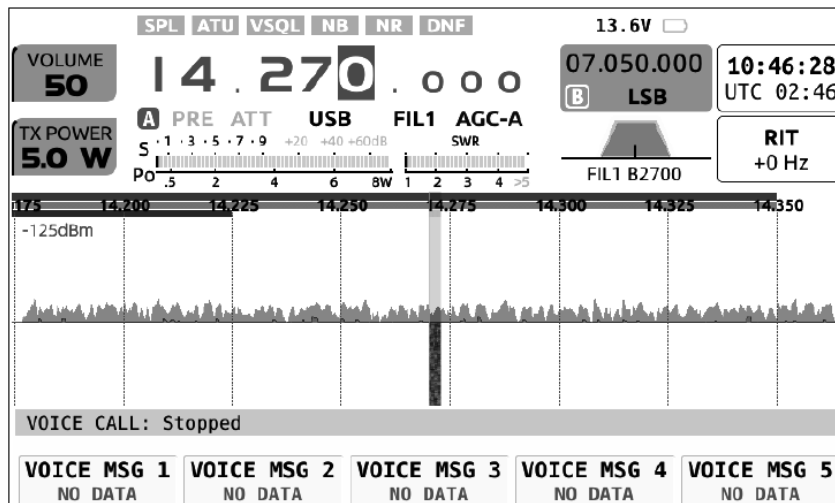 SPL ATU VSQL NB NR DNF 13.6V
VOLUME
50
14.270.000
07.050.000
B LSB
10:46:28
UTC 02:46
A PRE ATT USB FIL1 AGC-A
TX POWER
5.0 W
S ·1 ·3 ·5 ·7 ·9 +20 +40 +60dB SWR
Po .5 2 4 6 8W 1 2 3 4 >5
FIL1 B2700
RIT
+0 Hz
175 14.200 14.225 14.250 14.275 14.300 14.325 14.350
-125dBm
VOICE CALL: Stopped
VOICE MSG 1 VOICE MSG 2 VOICE MSG 3 VOICE MSG 4 VOICE MSG 5
NO DATA NO DATA NO DATA NO DATA NO DATA